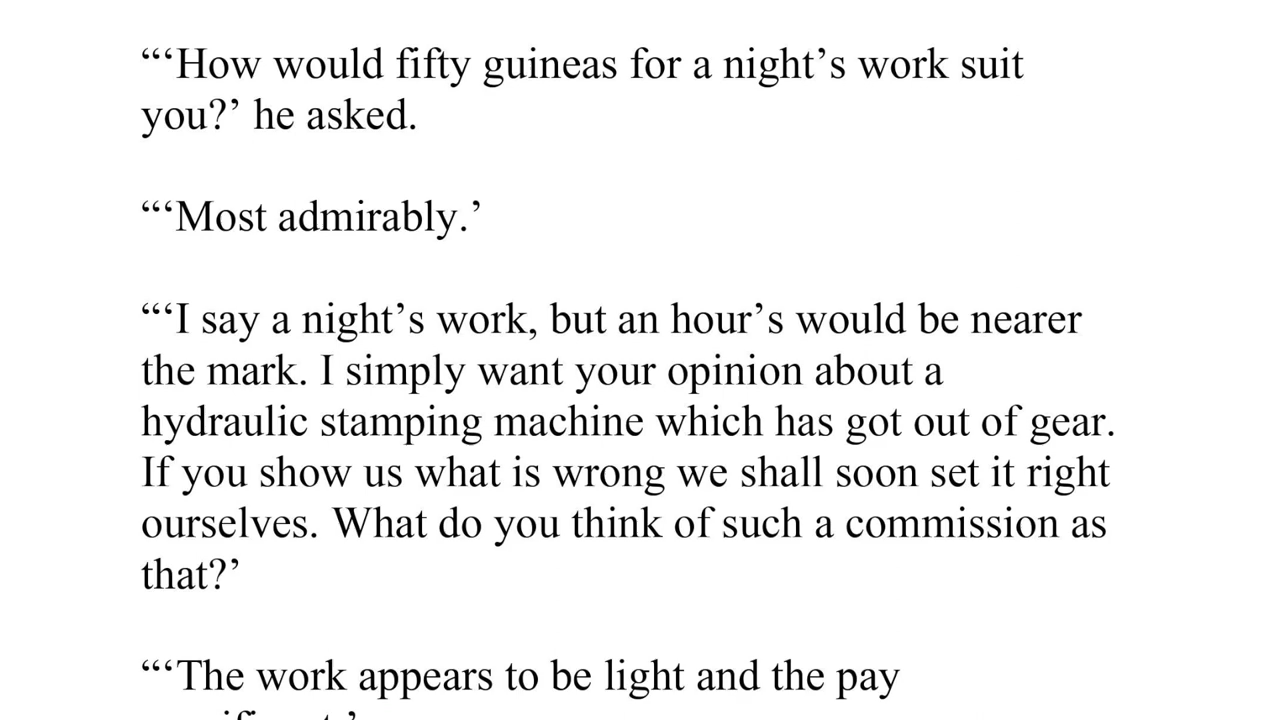 “‘How would fifty guineas for a night’s work suit
you?’ he asked.
“‘Most admirably.’
“‘I say a night’s work, but an hour’s would be nearer
the mark. I simply want your opinion about a
hydraulic stamping machine which has got out of gear.
If you show us what is wrong we shall soon set it right
ourselves. What do you think of such a commission as
that?’
“‘The work appears to be light and the pay